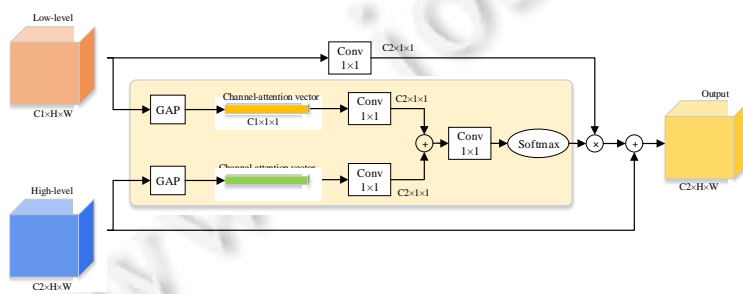 Low-level
C1×H×W
High-level
C2×H×W
Conv
1×1
C2×1×1
GAP
Channel-attention vector
C1×1×1
Conv
1×1
C2×1×1
GAP
Channel-attention vector
Conv
1×1
C2×1×1
+
Conv
1×1
Softmax
×
+
Output
C2×H×W